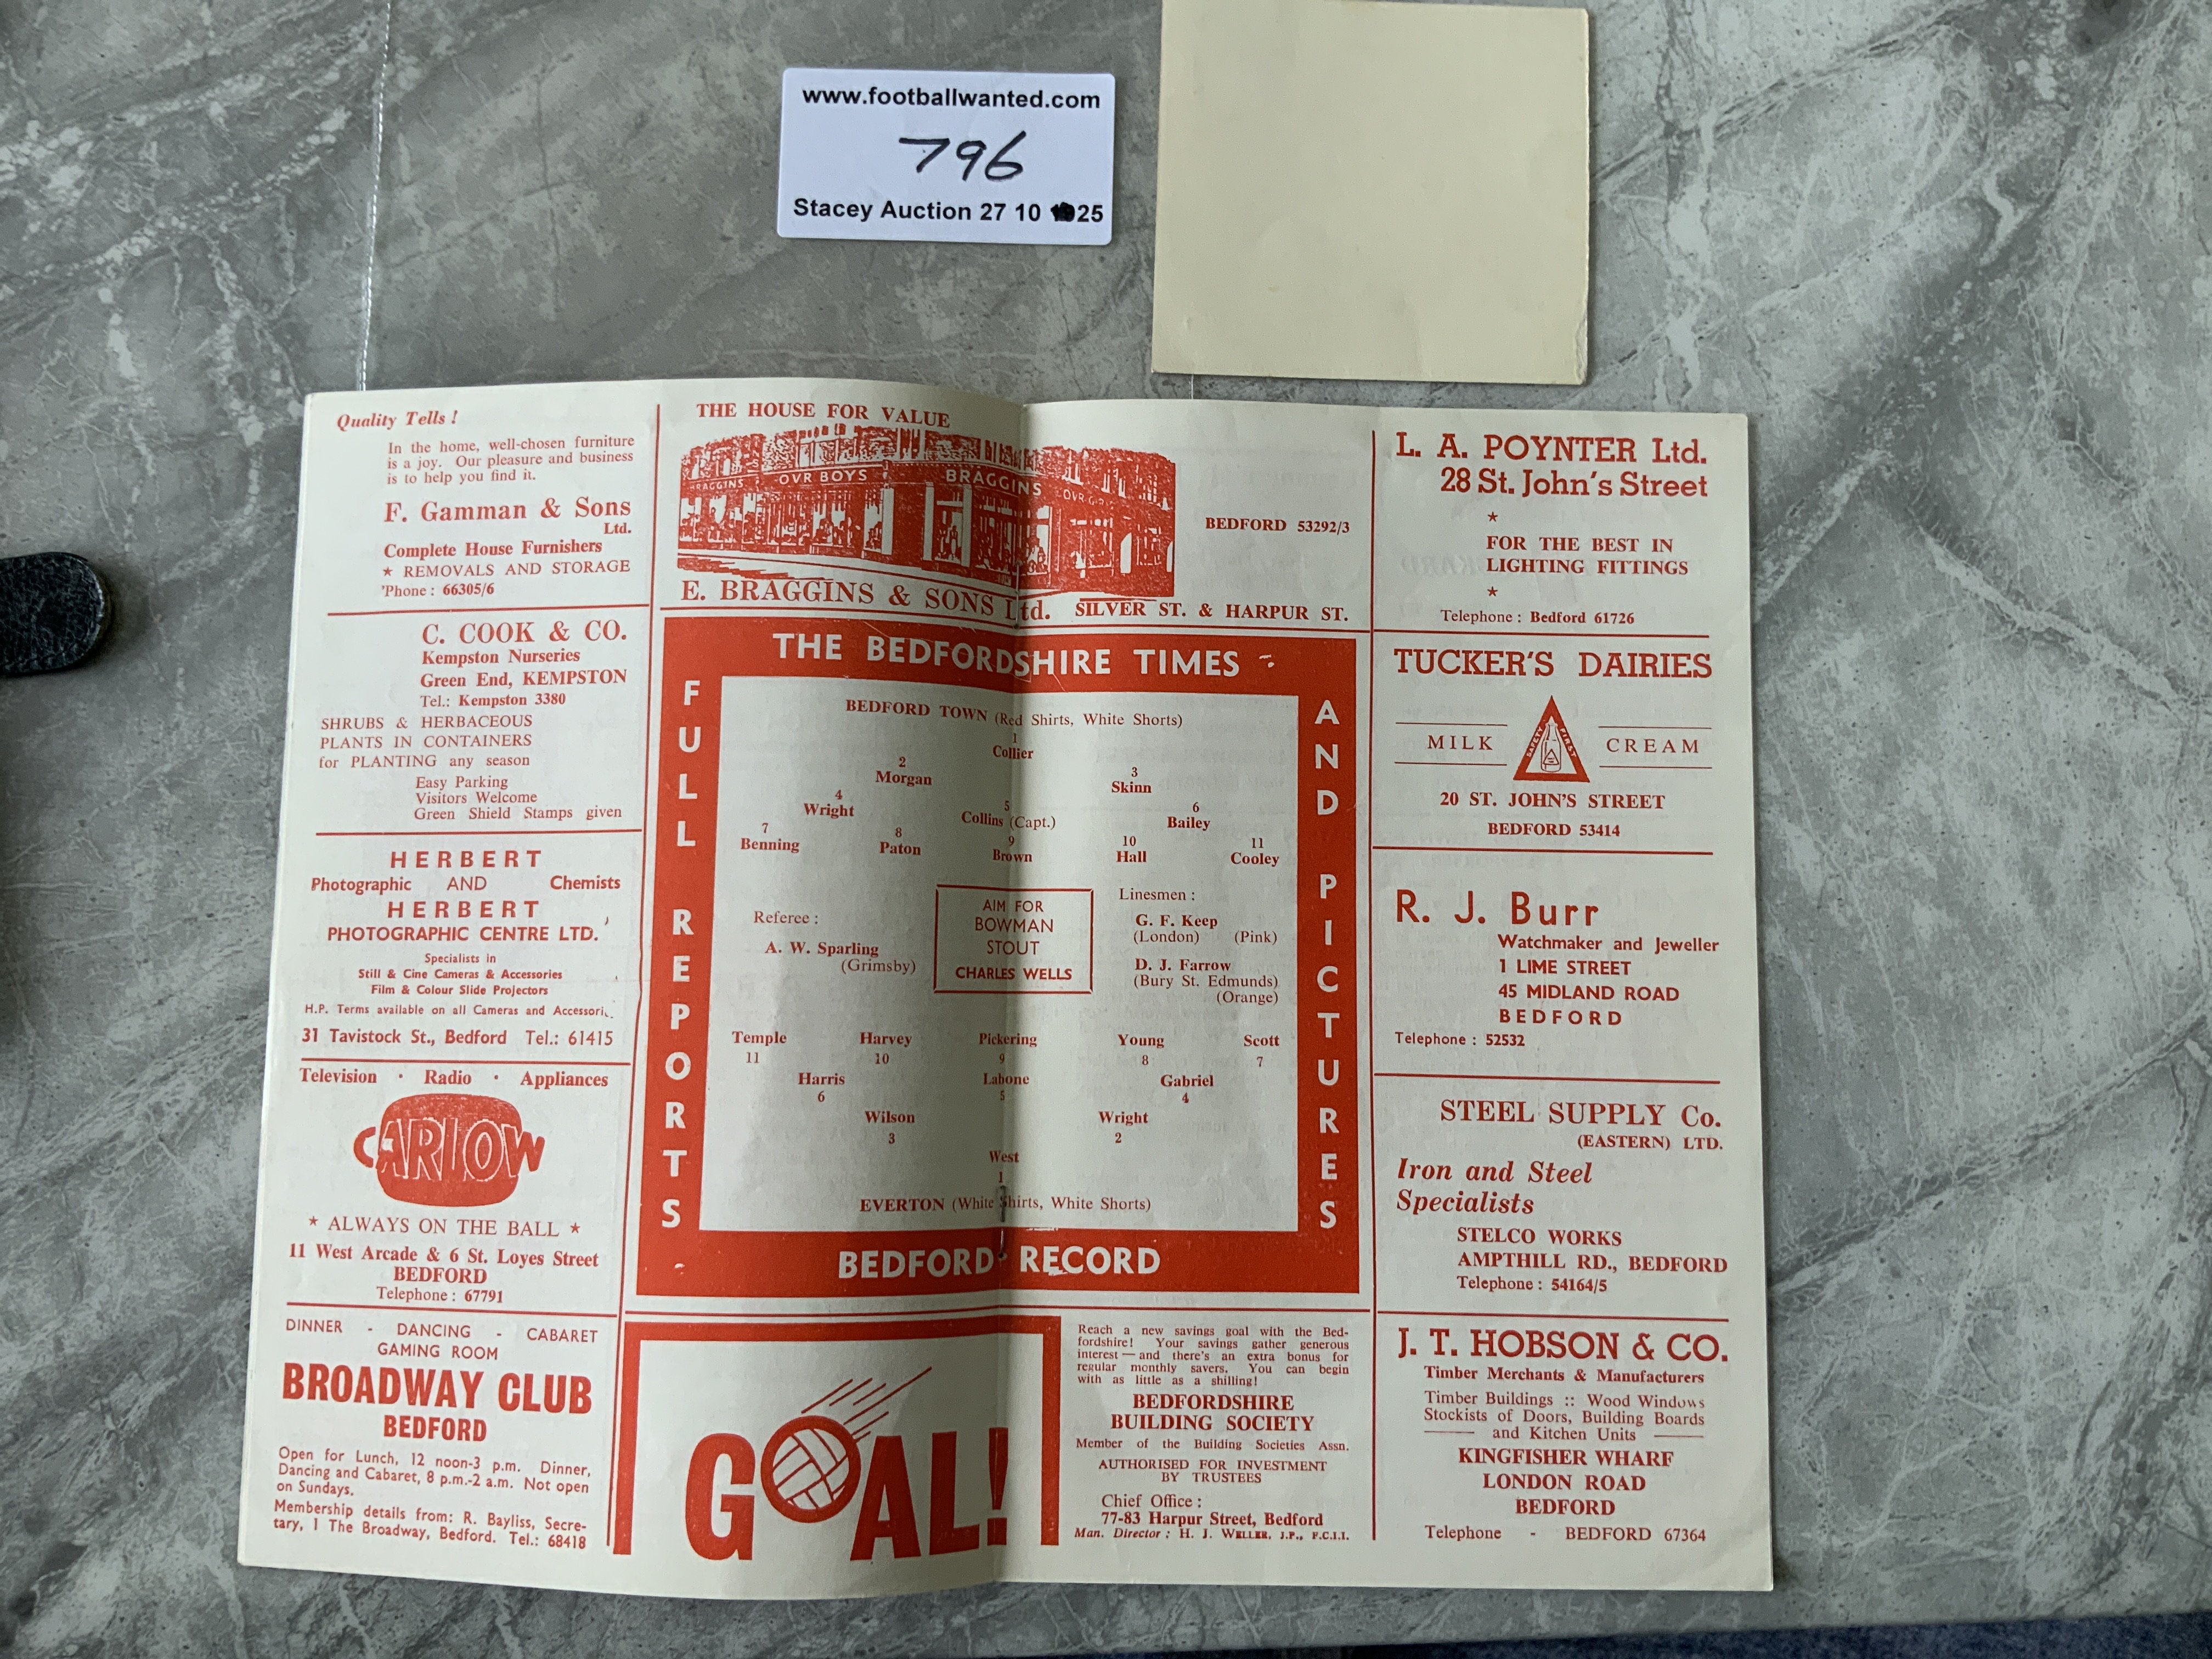 www.footballwanted.com
796
Stacey Auction 27 10 25
Quality Tells !
In the home, well-chosen furniture
is a joy. Our pleasure and business
is to help you find it.
F. Gamman & Sons
Ltd.
Complete House Furnishers
★ REMOVALS AND STORAGE
'Phone : 66305/6
C. COOK & CO.
Kempston Nurseries
Green End, KEMPSTON
Tel.: Kempston 3380
SHRUBS & HERBACEOUS
PLANTS IN CONTAINERS
for PLANTING any season
Easy Parking
Visitors Welcome
Green Shield Stamps given
HERBERT
Photographic AND Chemists
HERBERT
PHOTOGRAPHIC CENTRE LTD.
Specialists in
Still & Cine Cameras & Accessories
Film & Colour Slide Projectors
H.P. Terms available on all Cameras and Accessori
31 Tavistock St., Bedford Tel.: 61415
Television · Radio · Appliances
CARLOW
★ ALWAYS ON THE BALL ★
11 West Arcade & 6 St. Loyes Street
BEDFORD
Telephone : 67791
DINNER - DANCING - CABARET
GAMING ROOM
BROADWAY CLUB
BEDFORD
Open for Lunch, 12 noon-3 p.m. Dinner,
Dancing and Cabaret, 8 p.m.-2 a.m. Not open
on Sundays.
Membership details from: R. Bayliss, Secre-
tary, 1 The Broadway, Bedford. Tel.: 68418
THE HOUSE FOR VALUE
BRAGGINS OVR BOYS BRAGGINS OVR
BEDFORD 53292/3
E. BRAGGINS & SONS Ltd. SILVER ST. & HARPUR ST.
THE BEDFORDSHIRE TIMES
FULL REPORTS
AND PICTURES
BEDFORD TOWN (Red Shirts, White Shorts)
1
Collier
2 3
Morgan Skinn
4 5 6
Wright Collins (Capt.) Bailey
7 8 9 10 11
Benning Paton Brown Hall Cooley
Referee :
A. W. Sparling
(Grimsby)
AIM FOR
BOWMAN
STOUT
CHARLES WELLS
Linesmen :
G. F. Keep
(London) (Pink)
D. J. Farrow
(Bury St. Edmunds)
(Orange)
Temple Harvey Pickering Young Scott
11 10 9 8 7
Harris Labone Gabriel
6 5 4
Wilson Wright
3 2
West
1
EVERTON (White Shirts, White Shorts)
BEDFORD RECORD
GOAL!
Reach a new savings goal with the Bed-
fordshire! Your savings gather generous
interest — and there's an extra bonus for
regular monthly savers. You can begin
with as little as a shilling!
BEDFORDSHIRE
BUILDING SOCIETY
Member of the Building Societies Assn.
AUTHORISED FOR INVESTMENT
BY TRUSTEES
Chief Office :
77-83 Harpur Street, Bedford
Man. Director : H. J. WELLER, J.P., F.C.I.I.
L. A. POYNTER Ltd.
28 St. John's Street
★
FOR THE BEST IN
LIGHTING FITTINGS
★
Telephone : Bedford 61726
TUCKER'S DAIRIES
MILK CREAM
SAFETY FIRST
20 ST. JOHN'S STREET
BEDFORD 53414
R. J. Burr
Watchmaker and Jeweller
1 LIME STREET
45 MIDLAND ROAD
BEDFORD
Telephone : 52532
STEEL SUPPLY Co.
(EASTERN) LTD.
Iron and Steel
Specialists
STELCO WORKS
AMPTHILL RD., BEDFORD
Telephone : 54164/5
J. T. HOBSON & CO.
Timber Merchants & Manufacturers
Timber Buildings :: Wood Windows
Stockists of Doors, Building Boards
and Kitchen Units
KINGFISHER WHARF
LONDON ROAD
BEDFORD
Telephone - BEDFORD 67364